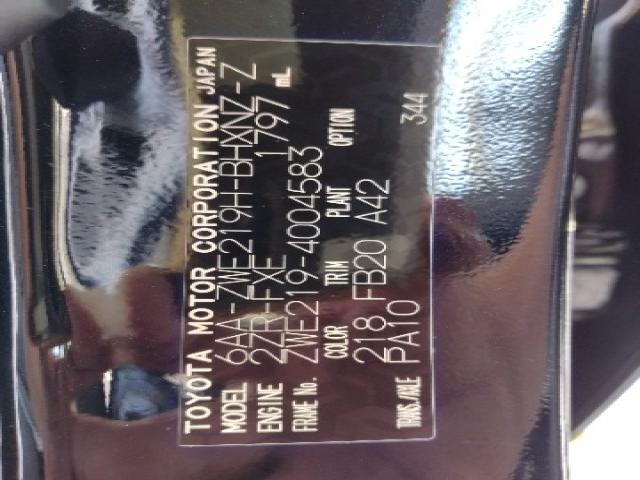 TOYOTA MOTOR CORPORATION JAPAN
MODEL 6AA-ZWE219H-BHXNZ-Z
ENGINE 2ZR-FXE 1797 mL
FRAME No. ZWE219-4004583
COLOR TRIM PLANT OPTION
218 FB20 A42
TRANS/AXLE PA10 344